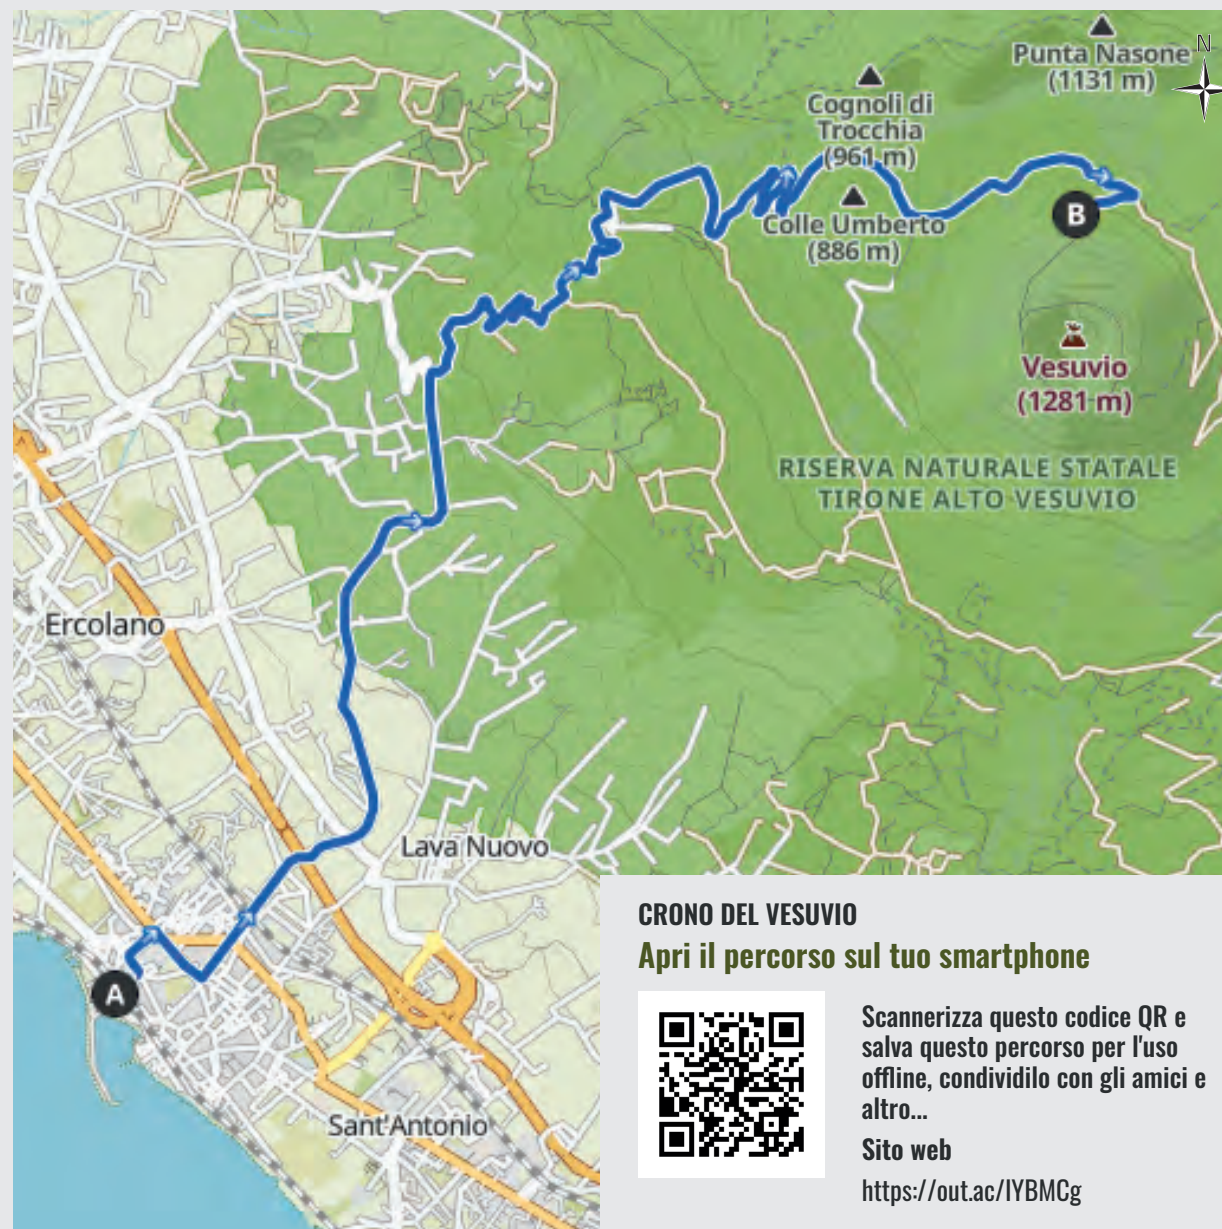 N
Punta Nasone
(1131 m)
Cognoli di
Trocchia
(961 m)
Colle Umberto
(886 m)
B
Vesuvio
(1281 m)
RISERVA NATURALE STATALE
TIRONE ALTO VESUVIO
Ercolano
Lava Nuovo
A
Sant'Antonio
CRONO DEL VESUVIO
Apri il percorso sul tuo smartphone
Scannerizza questo codice QR e
salva questo percorso per l'uso
offline, condividilo con gli amici e
altro...
Sito web
https://out.ac/IYBMCg